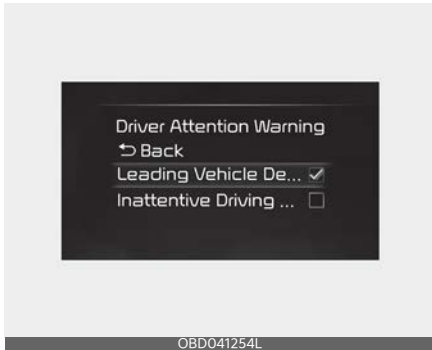 Driver Attention Warning
Back
Leading Vehicle De...
Inattentive Driving ...
OBD041254L